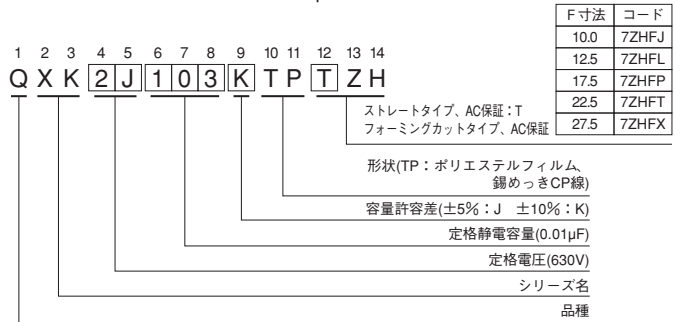 F寸法 コード
10.0 7ZHFJ
12.5 7ZHFL
17.5 7ZHFP
22.5 7ZHFT
27.5 7ZHFX
1 2 3 4 5 6 7 8 9 10 11 12 13 14
Q X K 2 J 1 0 3 K T P T Z H
ストレートタイプ、AC保証：T
フォーミングカットタイプ、AC保証
形状(TP：ポリエステルフィルム、
錫めっきCP線)
容量許容差(±5%：J ±10%：K)
定格静電容量(0.01µF)
定格電圧(630V)
シリーズ名
品種